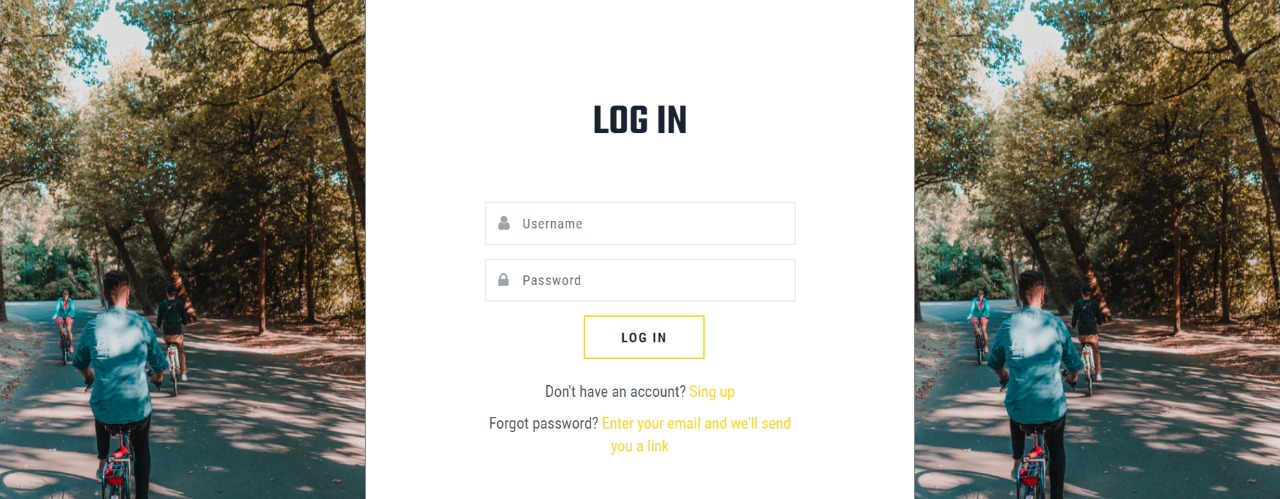 LOG IN
Username
Password
LOG IN
Don't have an account? Sing up
Forgot password? Enter your email and we'll send
you a link